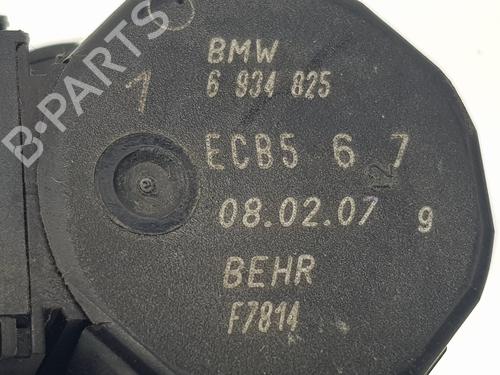 B-PARTS
BMW
6 934 825
1
ECB5 6 7
12
08.02.07 9
BEHR
F7814